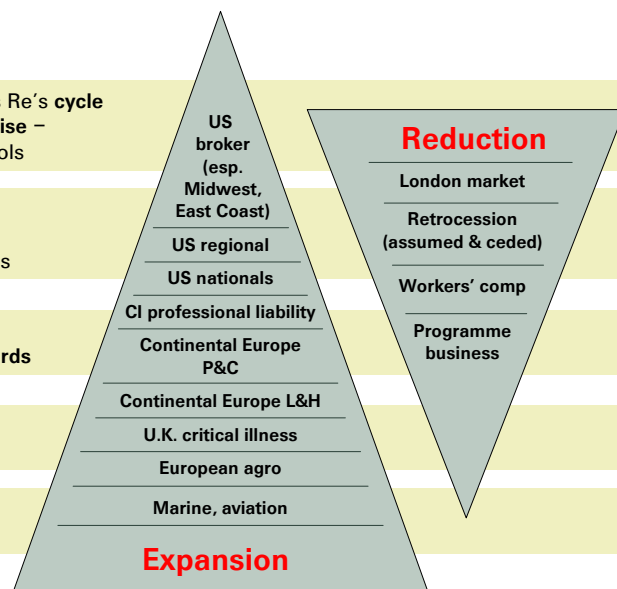 s Re's cycle
ise –
ols
s
rds
US
broker
(esp.
Midwest,
East Coast)
US regional
US nationals
CI professional liability
Continental Europe
P&C
Continental Europe L&H
U.K. critical illness
European agro
Marine, aviation
Expansion
Reduction
London market
Retrocession
(assumed & ceded)
Workers' comp
Programme
business